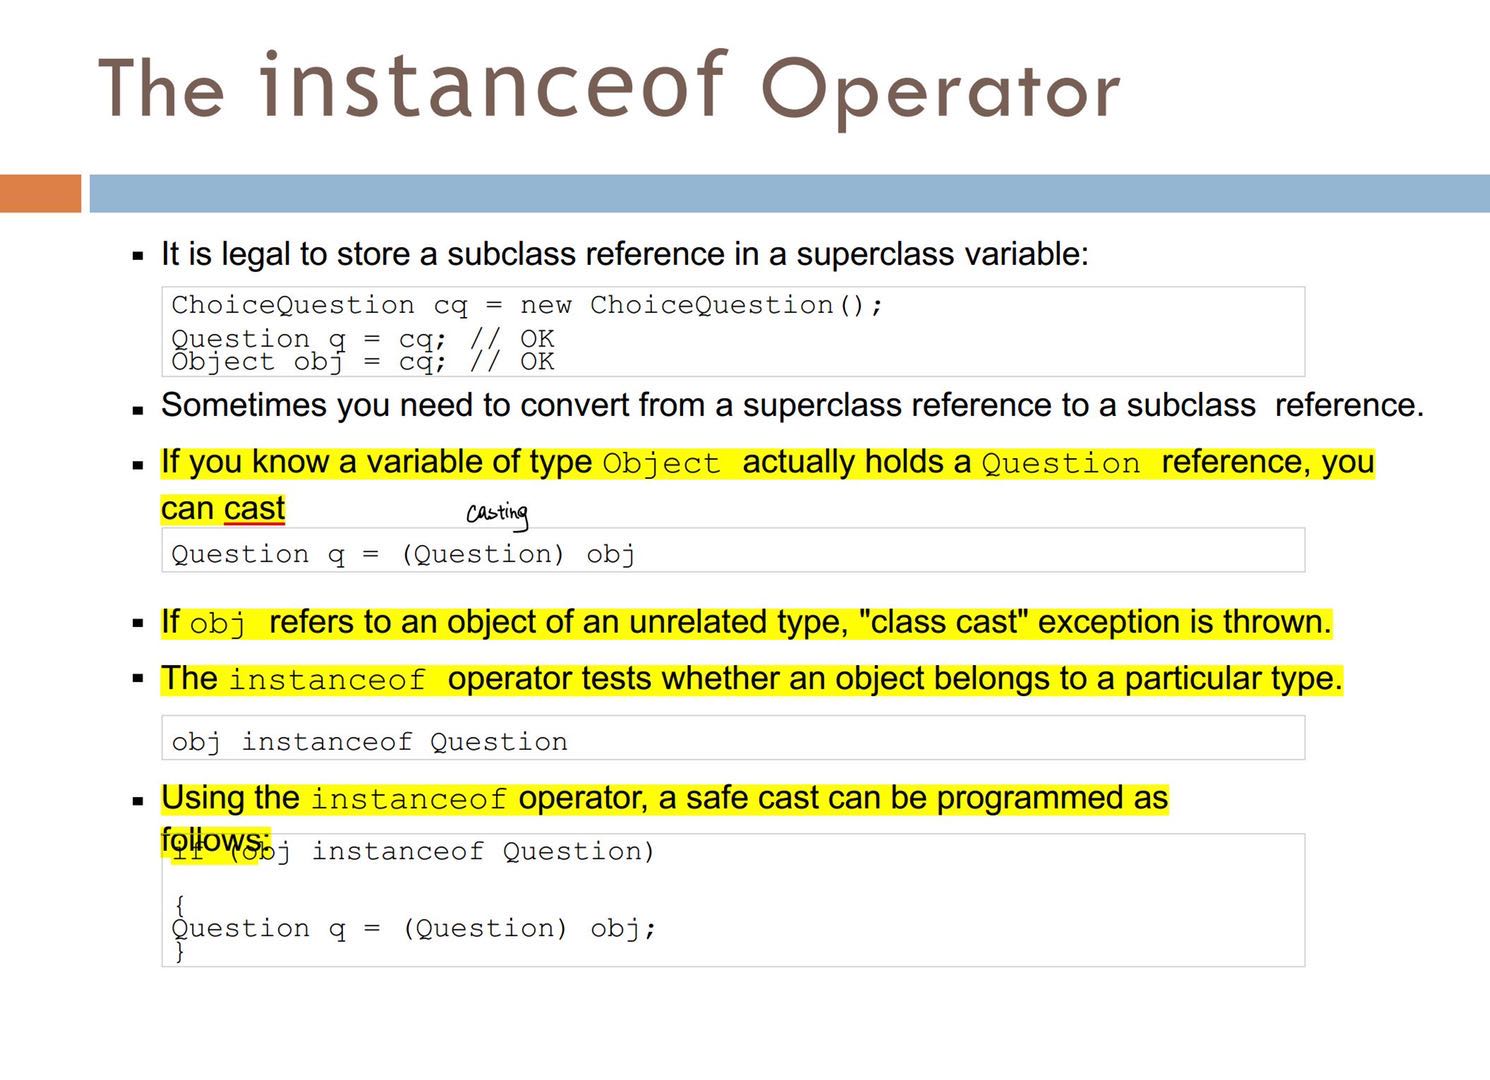 The instanceof Operator
▪ It is legal to store a subclass reference in a superclass variable:
ChoiceQuestion cq = new ChoiceQuestion();
Question q = cq; // OK
Object obj = cq; // OK
▪ Sometimes you need to convert from a superclass reference to a subclass reference.
▪ If you know a variable of type Object actually holds a Question reference, you
can cast
casting
Question q = (Question) obj
▪ If obj refers to an object of an unrelated type, "class cast" exception is thrown.
▪ The instanceof operator tests whether an object belongs to a particular type.
obj instanceof Question
▪ Using the instanceof operator, a safe cast can be programmed as
follows:
if (obj instanceof Question)
{
Question q = (Question) obj;
}